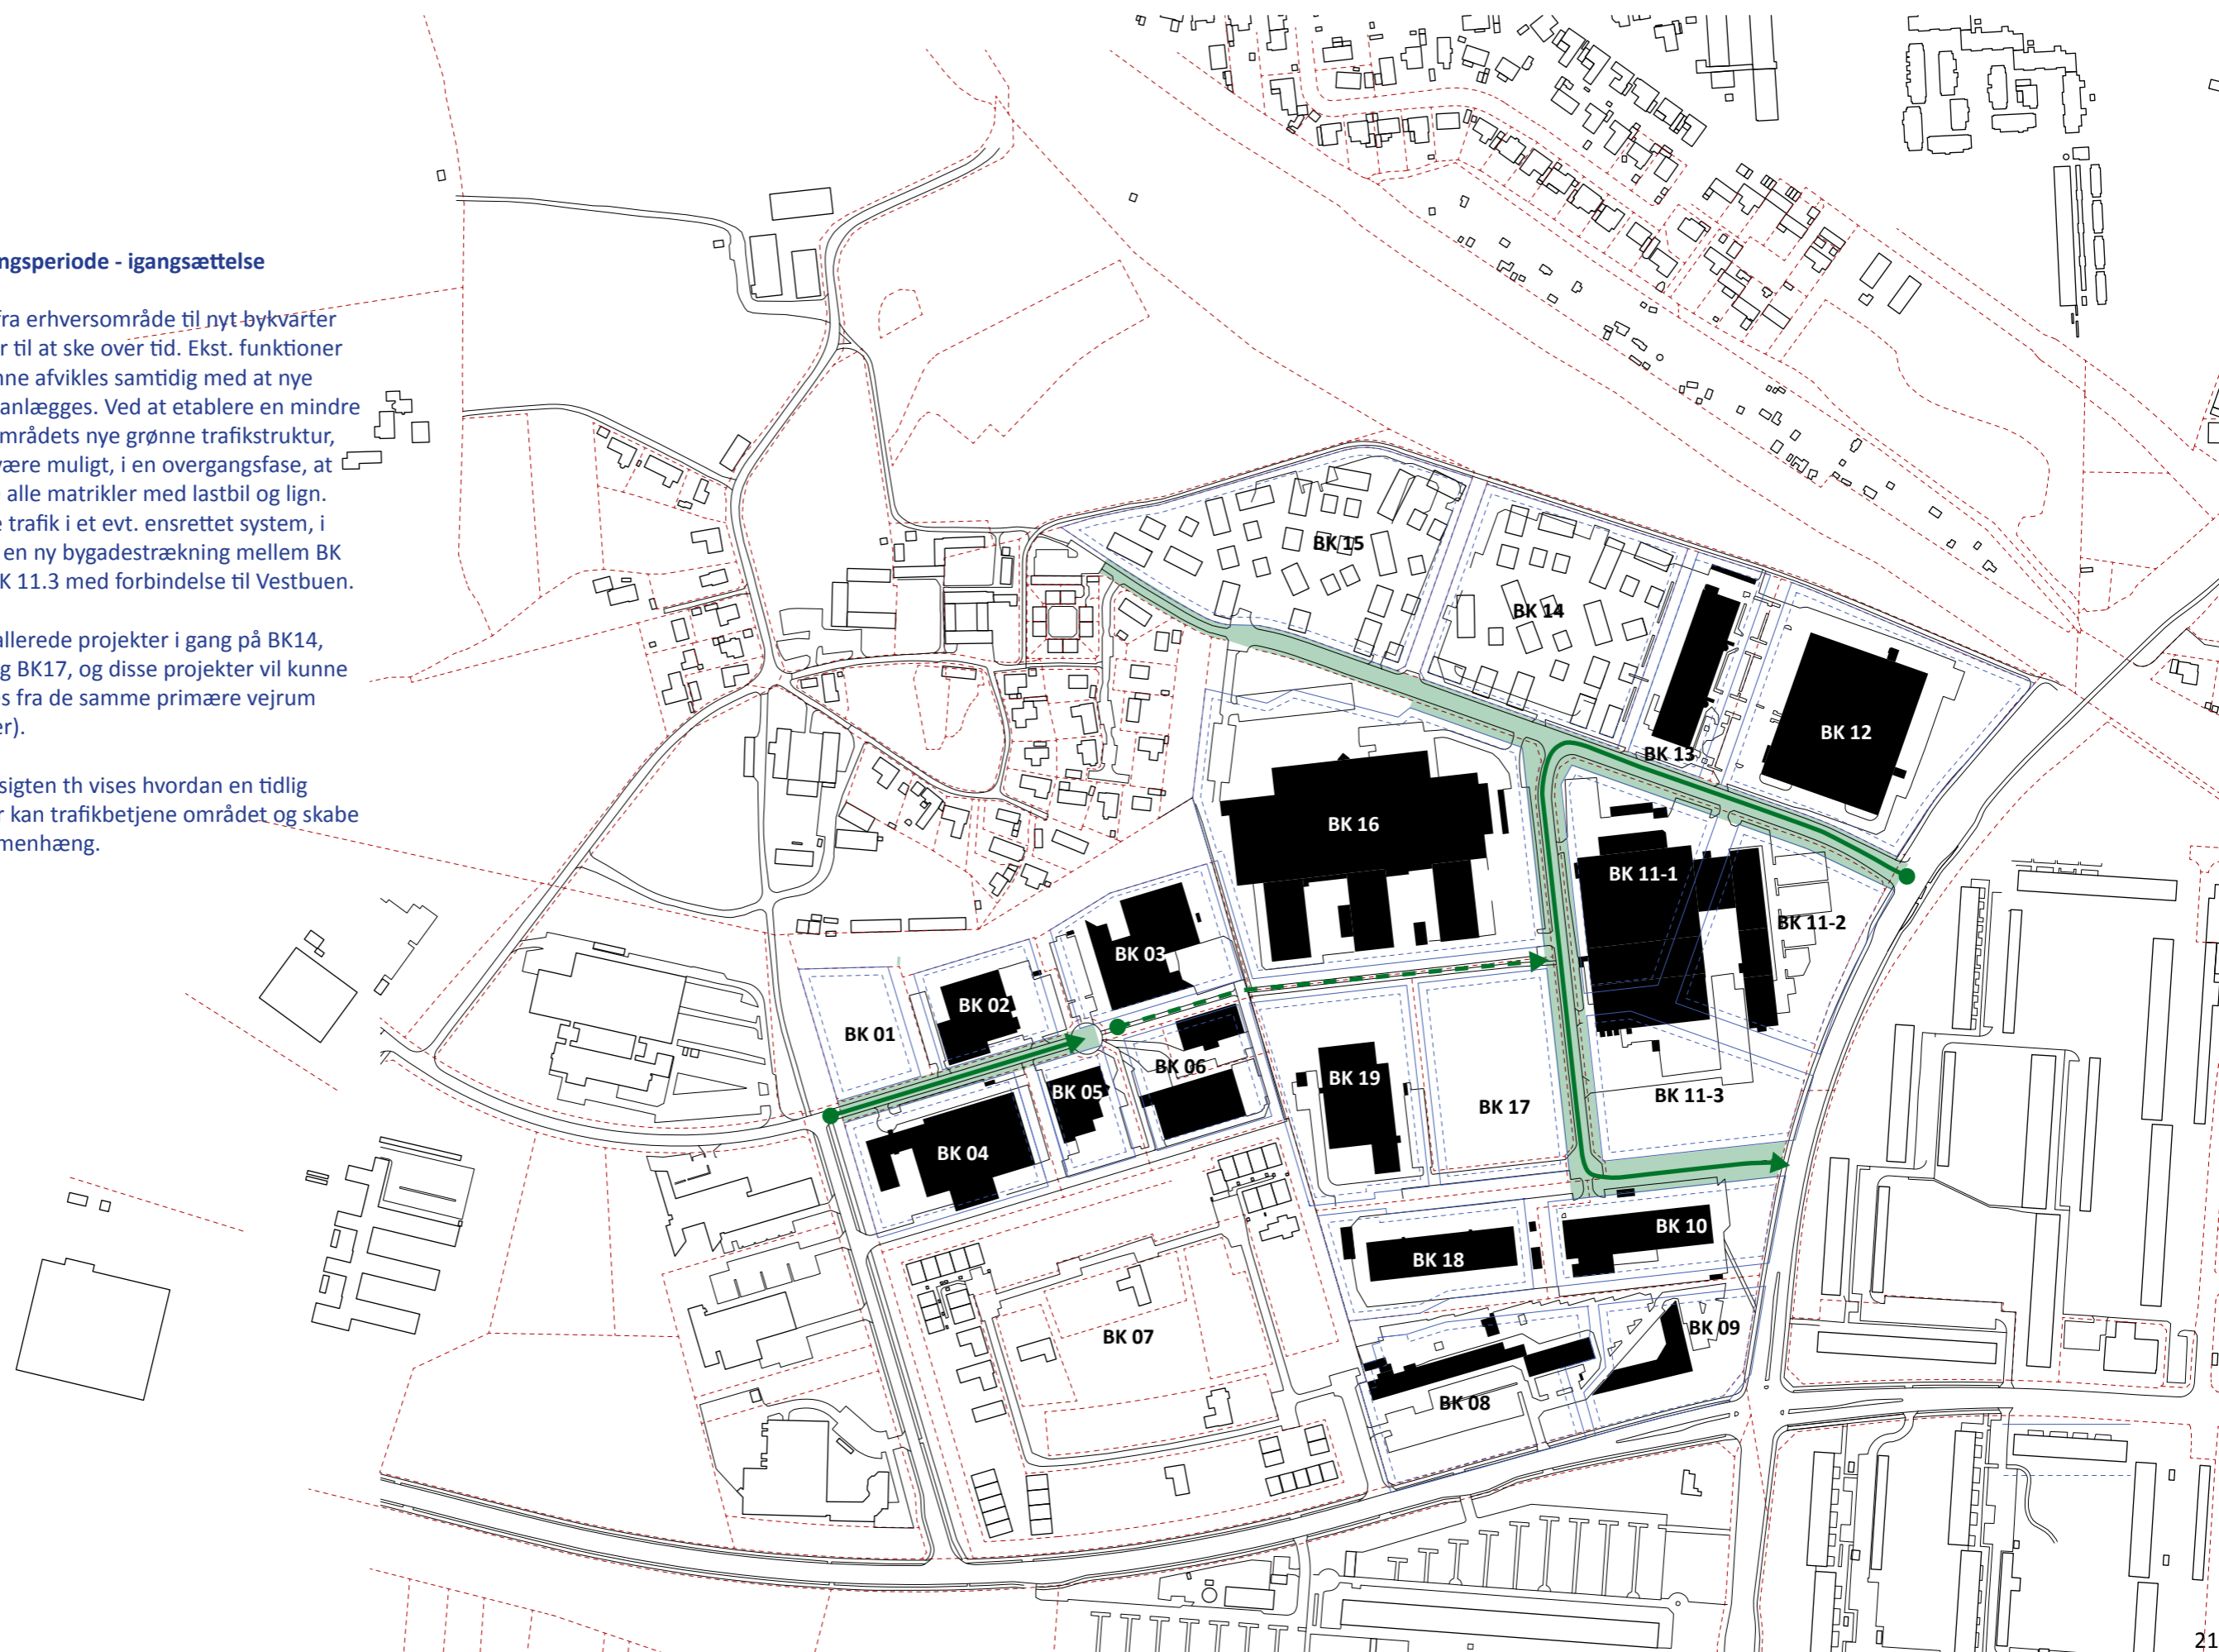 ngsperiode - igangsættelse
fra erhversområde til nyt bykvarter
r til at ske over tid. Ekst. funktioner
nne afvikles samtidig med at nye
anlægges. Ved at etablere en mindre
områdets nye grønne trafikstruktur,
være muligt, i en overgangsfase, at
alle matrikler med lastbil og lign.
e trafik i et evt. ensrettet system, i
en ny bygadestrækning mellem BK
K 11.3 med forbindelse til Vestbuen.
allerede projekter i gang på BK14,
g BK17, og disse projekter vil kunne
s fra de samme primære vejrum
er).
sigten th vises hvordan en tidlig
r kan trafikbetjene området og skabe
menhæng.
BK 15
BK 14
BK 13
BK 12
BK 16
BK 11-1
BK 11-2
BK 03
BK 02
BK 01
BK 06
BK 05
BK 19
BK 17
BK 11-3
BK 04
BK 10
BK 18
BK 07
BK 09
BK 08
21